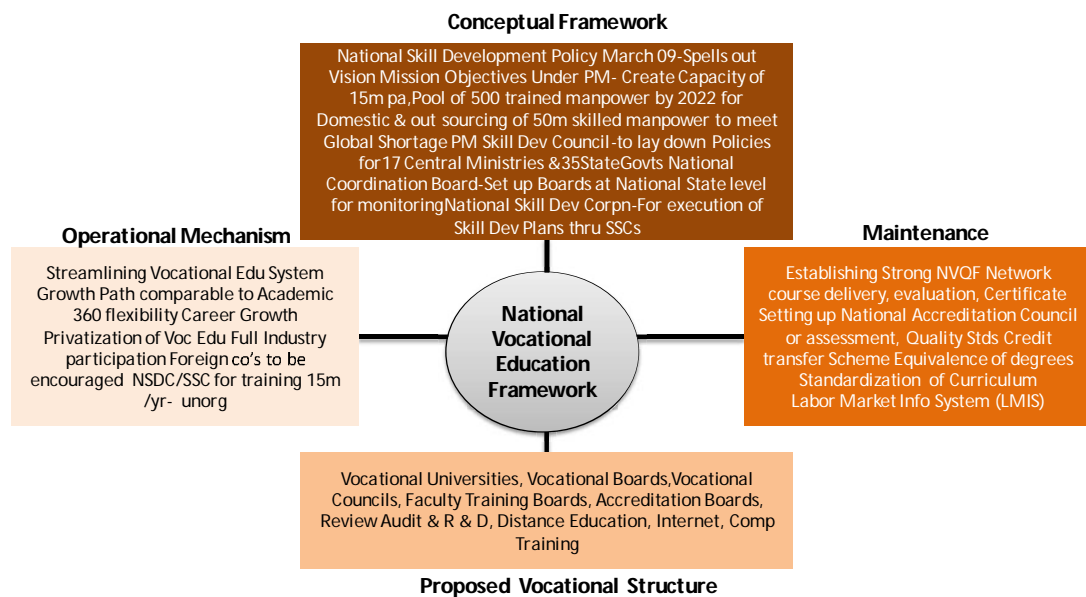 Conceptual Framework
National Skill Development Policy March 09-Spells out
Vision Mission Objectives Under PM- Create Capacity of
15m pa,Pool of 500 trained manpower by 2022 for
Domestic & out sourcing of 50m skilled manpower to meet
Global Shortage PM Skill Dev Council-to lay down Policies
for17 Central Ministries &35StateGovts National
Coordination Board-Set up Boards at National State level
for monitoringNational Skill Dev Corpn-For execution of
Skill Dev Plans thru SSCs
Operational Mechanism
Streamlining Vocational Edu System
Growth Path comparable to Academic
360 flexibility Career Growth
Privatization of Voc Edu Full Industry
participation Foreign co's to be
encouraged NSDC/SSC for training 15m
/yr- unorg
National
Vocational
Education
Framework
Maintenance
Establishing Strong NVQF Network
course delivery, evaluation, Certificate
Setting up National Accreditation Council
or assessment, Quality Stds Credit
transfer Scheme Equivalence of degrees
Standardization of Curriculum
Labor Market Info System (LMIS)
Vocational Universities, Vocational Boards,Vocational
Councils, Faculty Training Boards, Accreditation Boards,
Review Audit & R & D, Distance Education, Internet, Comp
Training
Proposed Vocational Structure